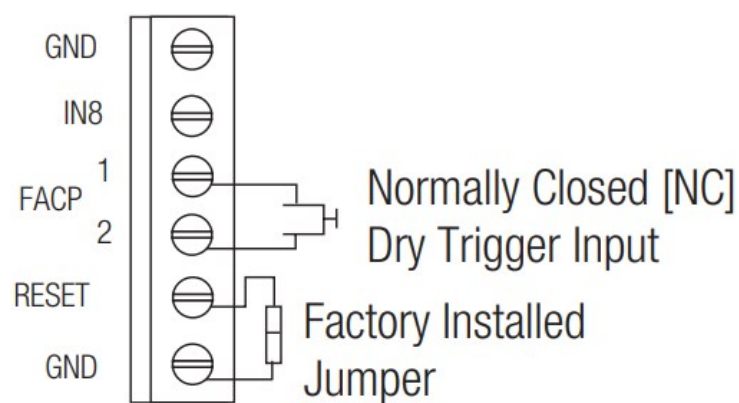 GND
IN8
1
FACP
2
RESET
GND
Normally Closed [NC]
Dry Trigger Input
Factory Installed
Jumper